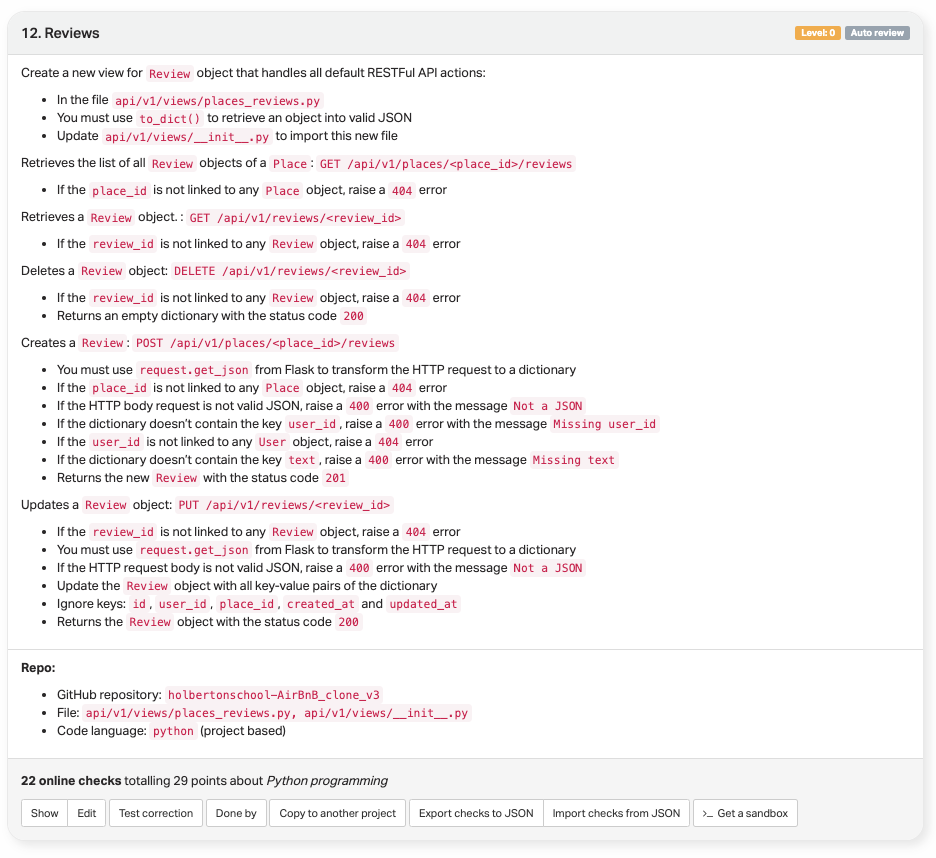 12. Reviews
Level: 0
Auto review
Create a new view for Review object that handles all default RESTFul API actions:
• In the file api/v1/views/places_reviews.py
• You must use to_dict() to retrieve an object into valid JSON
• Update api/v1/views/__init__.py to import this new file
Retrieves the list of all Review objects of a Place: GET /api/v1/places/<place_id>/reviews
• If the place_id is not linked to any Place object, raise a 404 error
Retrieves a Review object. : GET /api/v1/reviews/<review_id>
• If the review_id is not linked to any Review object, raise a 404 error
Deletes a Review object: DELETE /api/v1/reviews/<review_id>
• If the review_id is not linked to any Review object, raise a 404 error
• Returns an empty dictionary with the status code 200
Creates a Review: POST /api/v1/places/<place_id>/reviews
• You must use request.get_json from Flask to transform the HTTP request to a dictionary
• If the place_id is not linked to any Place object, raise a 404 error
• If the HTTP body request is not valid JSON, raise a 400 error with the message Not a JSON
• If the dictionary doesn't contain the key user_id, raise a 400 error with the message Missing user_id
• If the user_id is not linked to any User object, raise a 404 error
• If the dictionary doesn't contain the key text, raise a 400 error with the message Missing text
• Returns the new Review with the status code 201
Updates a Review object: PUT /api/v1/reviews/<review_id>
• If the review_id is not linked to any Review object, raise a 404 error
• You must use request.get_json from Flask to transform the HTTP request to a dictionary
• If the HTTP request body is not valid JSON, raise a 400 error with the message Not a JSON
• Update the Review object with all key-value pairs of the dictionary
• Ignore keys: id, user_id, place_id, created_at and updated_at
• Returns the Review object with the status code 200
Repo:
• GitHub repository: holbertonschool-AirBnB_clone_v3
• File: api/v1/views/places_reviews.py, api/v1/views/__init__.py
• Code language: python (project based)
22 online checks totalling 29 points about Python programming
Show
Edit
Test correction
Done by
Copy to another project
Export checks to JSON
Import checks from JSON
>_ Get a sandbox